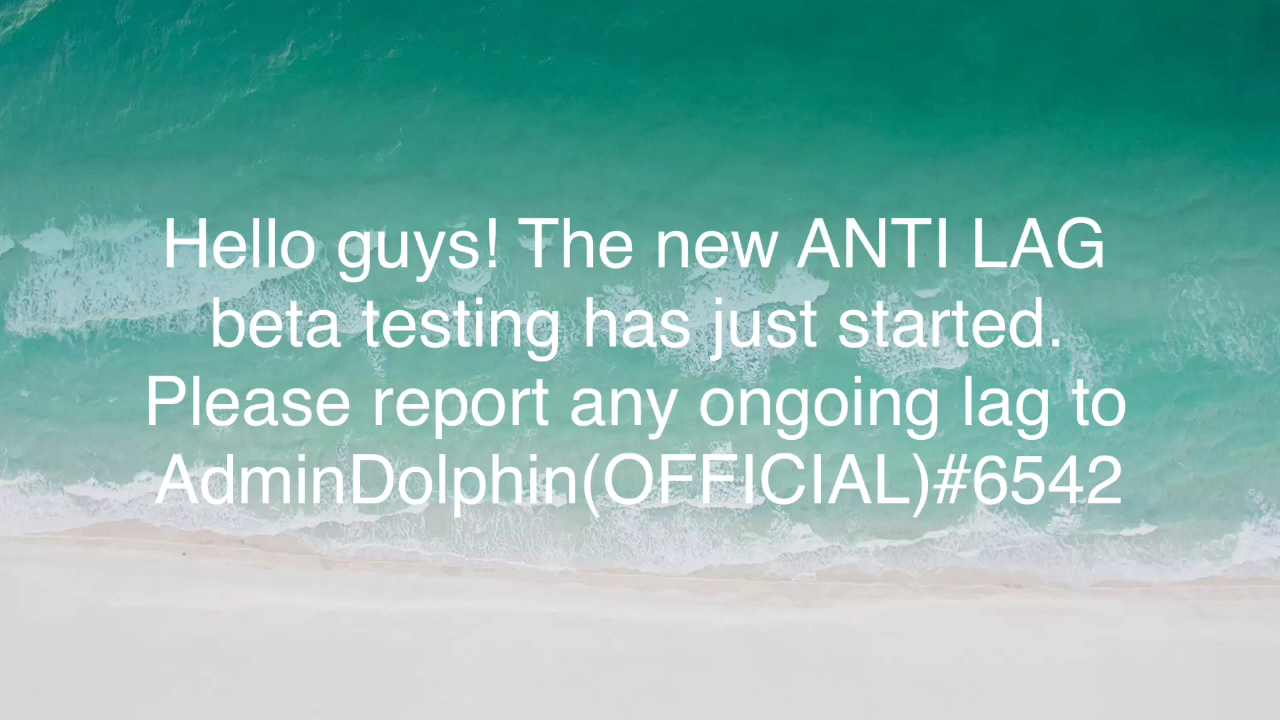 Hello guys! The new ANTI LAG
beta testing has just started.
Please report any ongoing lag to
AdminDolphin(OFFICIAL)#6542